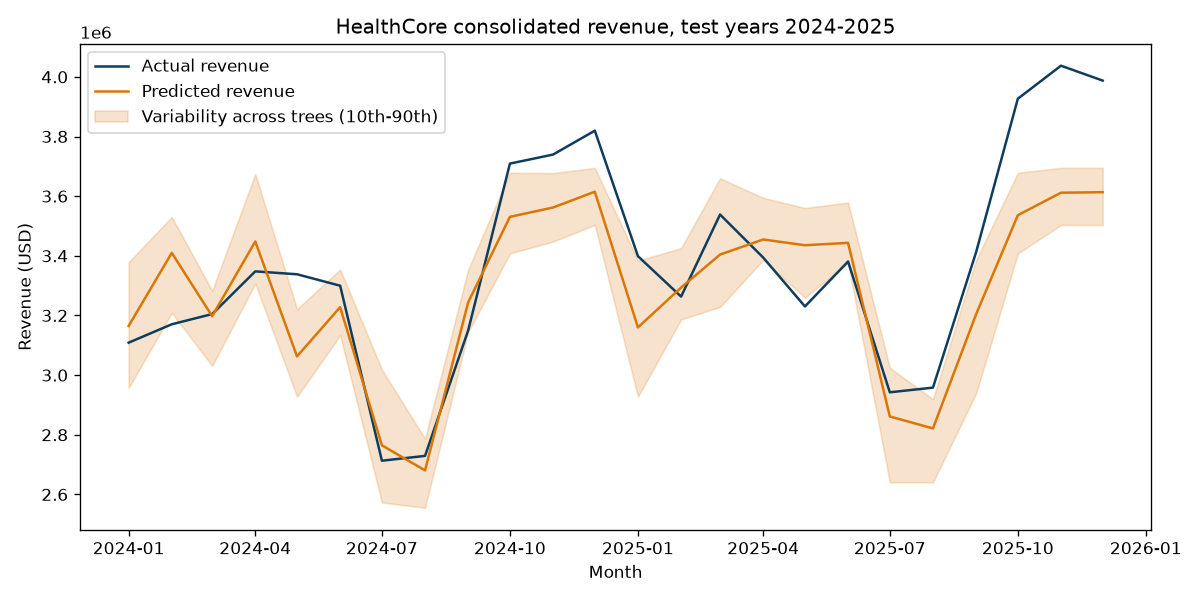 HealthCore consolidated revenue, test years 2024-2025
1e6
Actual revenue
Predicted revenue
Variability across trees (10th-90th)
4.0
3.8
3.6
3.4
3.2
3.0
2.8
2.6
Revenue (USD)
2024-01 2024-04 2024-07 2024-10 2025-01 2025-04 2025-07 2025-10 2026-01
Month